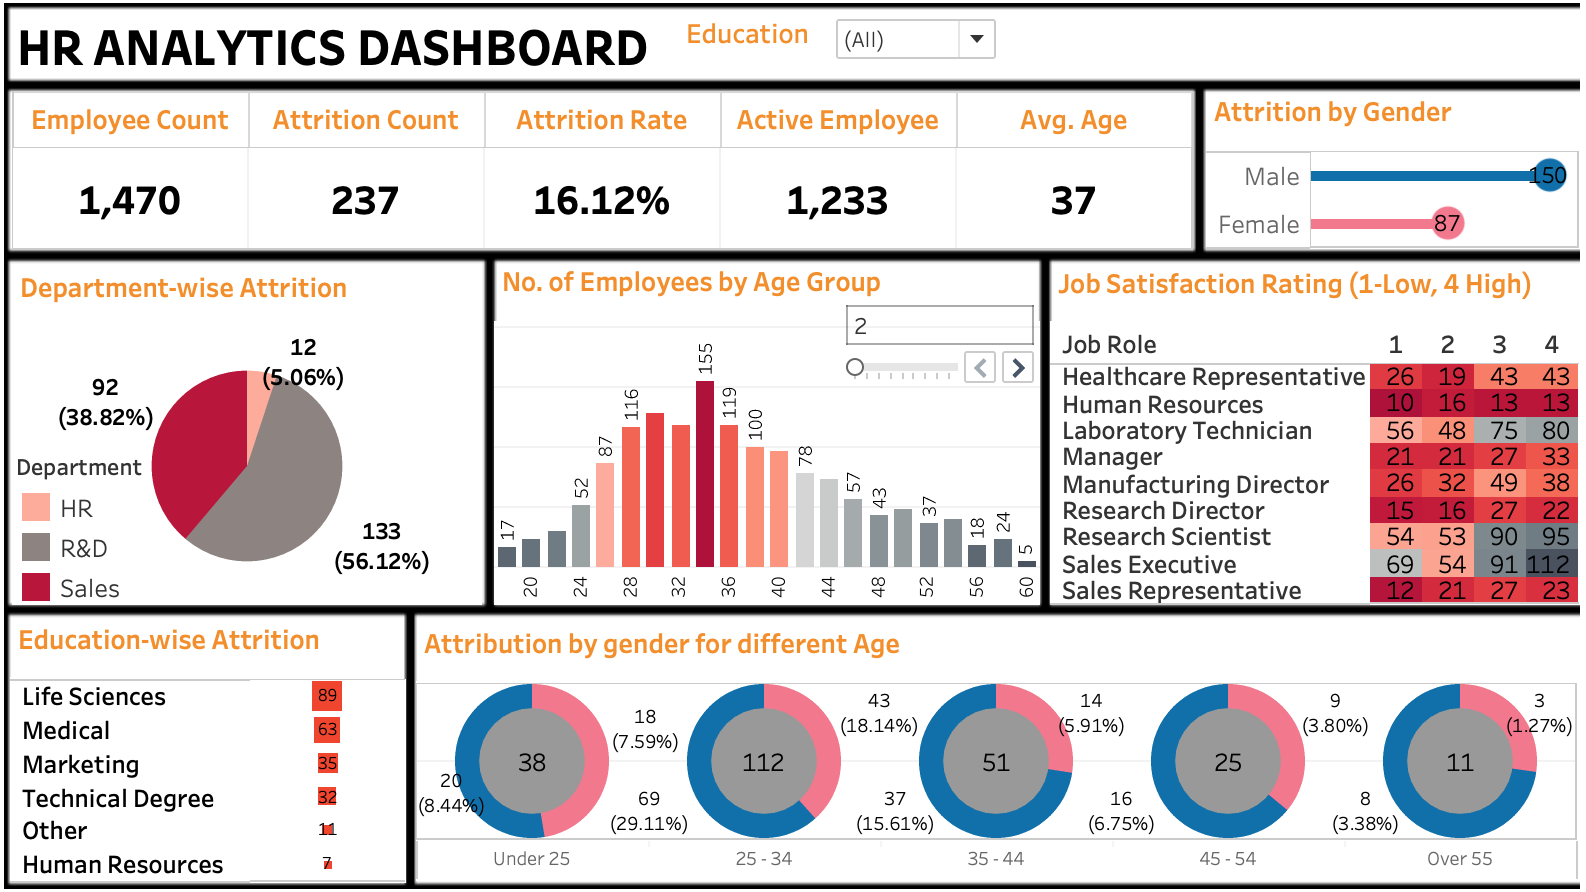 HR ANALYTICS DASHBOARD
Education
(All)
Employee Count Attrition Count Attrition Rate Active Employee Avg. Age
1,470 237 16.12% 1,233 37
Attrition by Gender
Male 150
Female 87
Department-wise Attrition
12
(5.06%)
92
(38.82%)
133
(56.12%)
Department
HR
R&D
Sales
No. of Employees by Age Group
2
17 52 87 116 155 119 100 78 57 43 37 18 24 5
20 24 28 32 36 40 44 48 52 56 60
Job Satisfaction Rating (1-Low, 4 High)
Job Role 1 2 3 4
Healthcare Representative 26 19 43 43
Human Resources 10 16 13 13
Laboratory Technician 56 48 75 80
Manager 21 21 27 33
Manufacturing Director 26 32 49 38
Research Director 15 16 27 22
Research Scientist 54 53 90 95
Sales Executive 69 54 91 112
Sales Representative 12 21 27 23
Education-wise Attrition
Life Sciences 89
Medical 63
Marketing 35
Technical Degree 32
Other 11
Human Resources 7
Attribution by gender for different Age
38
18
(7.59%)
20
(8.44%)
Under 25
112
43
(18.14%)
69
(29.11%)
25 - 34
51
14
(5.91%)
37
(15.61%)
35 - 44
25
9
(3.80%)
16
(6.75%)
45 - 54
11
3
(1.27%)
8
(3.38%)
Over 55